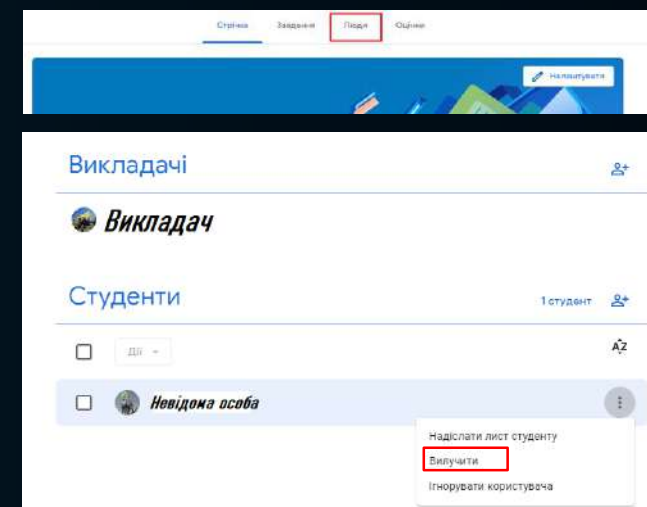 Стрічка Завдання Люди Оцінки
Налаштувати
Викладачі
Викладач
Студенти 1 студент
Дії AZ
Невідома особа
Надіслати лист студенту
Вилучити
Ігнорувати користувача